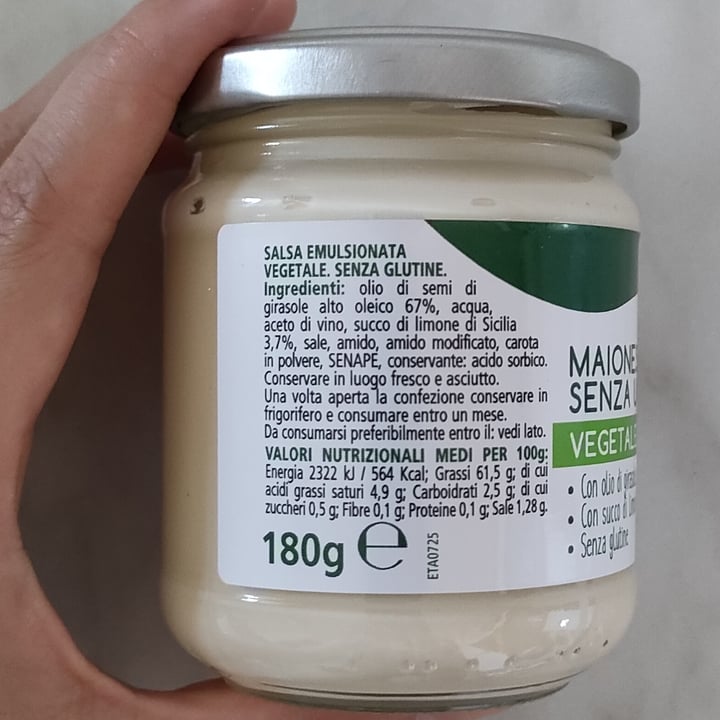 SALSA EMULSIONATA
VEGETALE. SENZA GLUTINE.
Ingredienti: olio di semi di
girasole alto oleico 67%, acqua,
aceto di vino, succo di limone di Sicilia
3,7%, sale, amido, amido modificato, carota
in polvere, SENAPE, conservante: acido sorbico.
Conservare in luogo fresco e asciutto.
Una volta aperta la confezione conservare in
frigorifero e consumare entro un mese.
Da consumarsi preferibilmente entro il: vedi lato.
VALORI NUTRIZIONALI MEDI PER 100g:
Energia 2322 kJ / 564 Kcal; Grassi 61,5 g; di cui
acidi grassi saturi 4,9 g; Carboidrati 2,5 g; di cui
zuccheri 0,5 g; Fibre 0,1 g; Proteine 0,1 g; Sale 1,28 g.
180g ℮
ETA0725
SENZA
VEGETALE
• Con olio di
• Con succo di
• Senza glutine